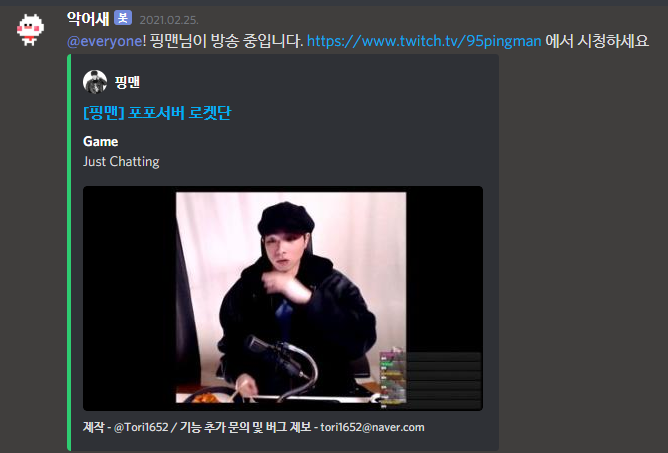 악어새 봇 2021.02.25.
@everyone! 핑맨님이 방송 중입니다. https://www.twitch.tv/95pingman 에서 시청하세요
핑맨
[핑맨] 포포서버 로켓단
Game
Just Chatting
제작 - @Tori1652 / 기능 추가 문의 및 버그 제보 - tori1652@naver.com